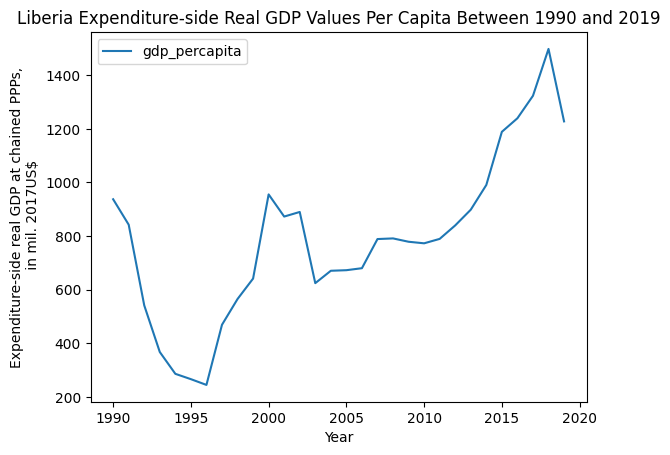 Liberia Expenditure-side Real GDP Values Per Capita Between 1990 and 2019
gdp_percapita
Expenditure-side real GDP at chained PPPs,
in mil. 2017US$
1400
1200
1000
800
600
400
200
1990
1995
2000
2005
2010
2015
2020
Year